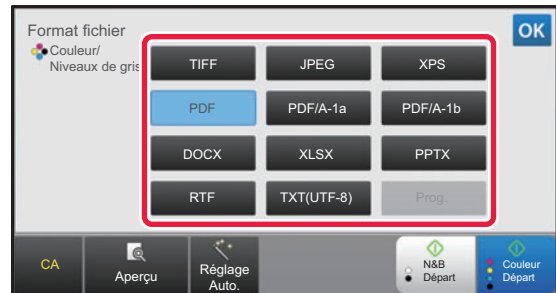 Format fichier
OK
Couleur/
Niveaux de gris
TIFF JPEG XPS
PDF PDF/A-1a PDF/A-1b
DOCX XLSX PPTX
RTF TXT(UTF-8) Prog.
CA
Aperçu
Réglage
Auto.
N&B
Départ
Couleur
Départ